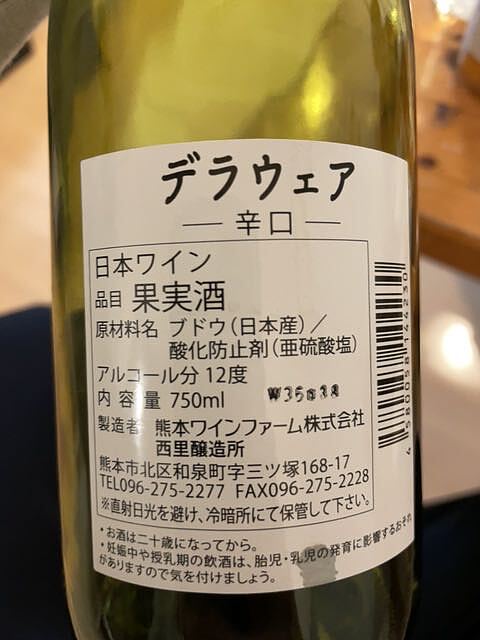 デラウェア
― 辛口 ―
日本ワイン
品目 果実酒
原材料名 ブドウ(日本産)/
酸化防止剤(亜硫酸塩)
アルコール分 12度
内容量 750ml
製造者 熊本ワインファーム株式会社
西里醸造所
熊本市北区和泉町字三ツ塚168-17
TEL096-275-2277 FAX096-275-2228
※直射日光を避け、冷暗所にて保管して下さい。
・お酒は二十歳になってから。
・妊娠中や授乳期の飲酒は、胎児・乳児の発育に影響するおそれ
がありますので気を付けましょう。
4580058166230